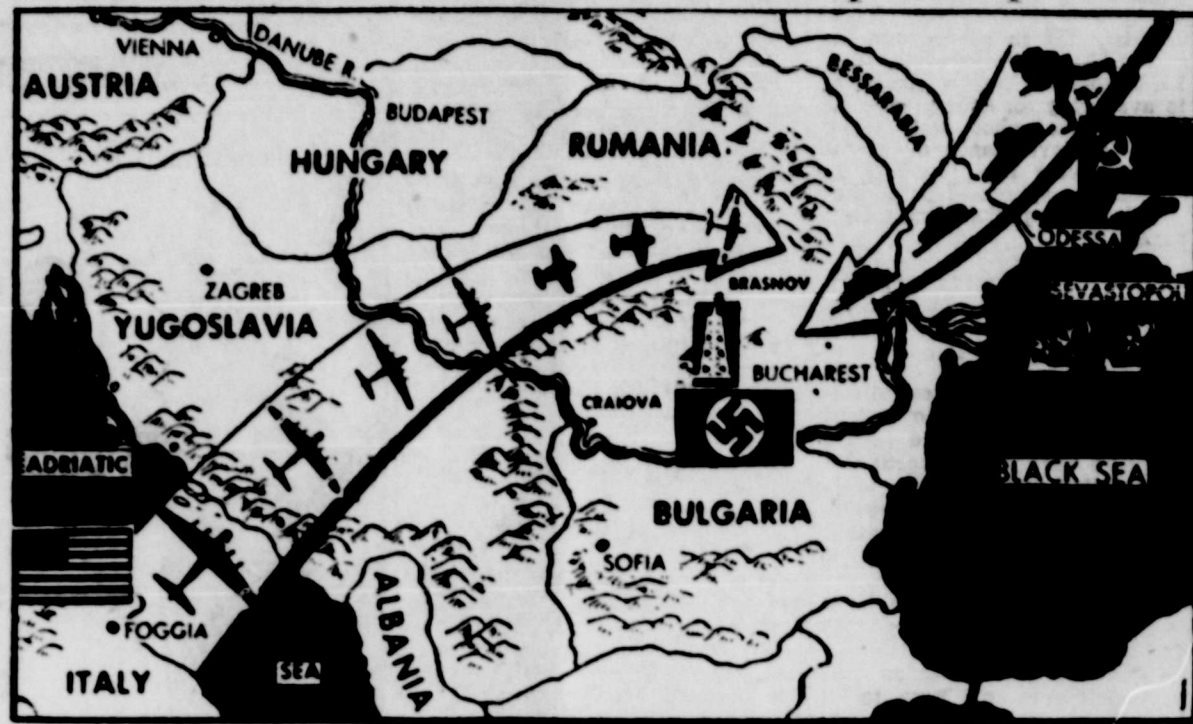 VIENNA
DANUBE R.
AUSTRIA
BUDAPEST
HUNGARY
RUMANIA
BESSARABIA
ODESSA
SEVASTOPOL
ZAGREB
YUGOSLAVIA
BRASNOV
BUCHAREST
CRAIOVA
ADRIATIC
BLACK SEA
BULGARIA
SOFIA
ALBANIA
FOGGIA
SEA
ITALY